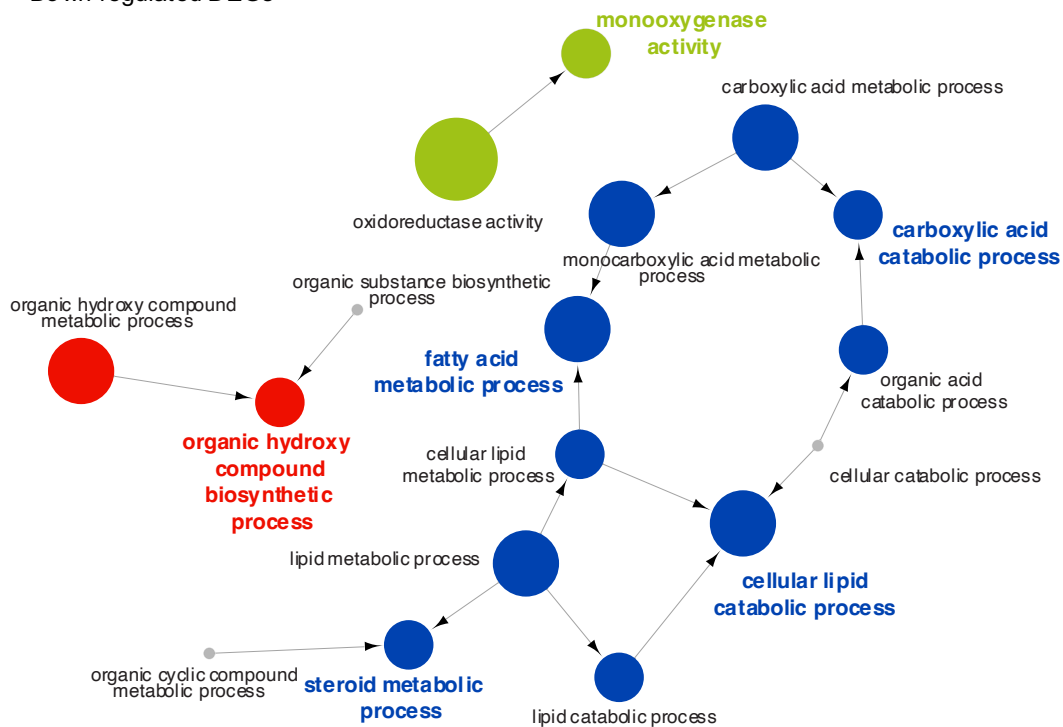 monooxygenase
activity
carboxylic acid metabolic process
oxidoreductase activity
carboxylic acid
catabolic process
monocarboxylic acid metabolic
process
organic substance biosynthetic
process
organic hydroxy compound
metabolic process
fatty acid
metabolic process
organic acid
catabolic process
organic hydroxy
compound
biosynthetic
process
cellular lipid
metabolic process
cellular catabolic process
lipid metabolic process
cellular lipid
catabolic process
organic cyclic compound
metabolic process
steroid metabolic
process
lipid catabolic process